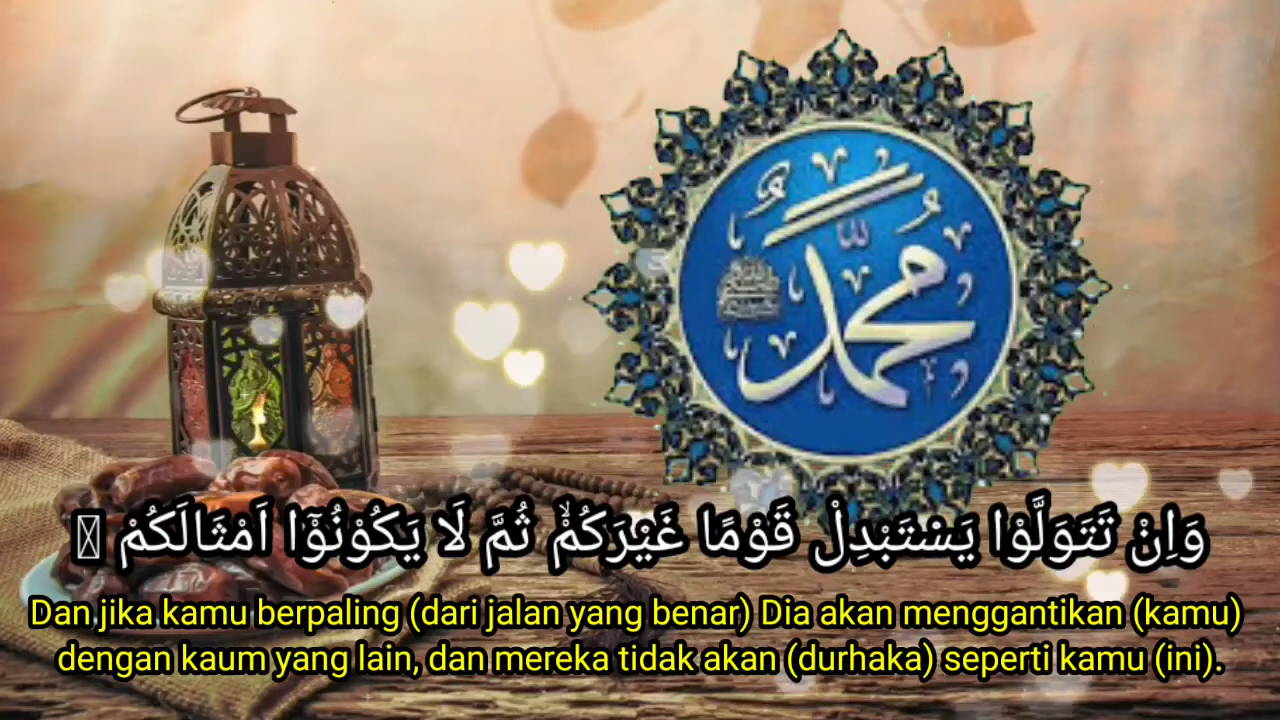 محمد
وَاِنْ تَتَوَلَّوْا يَسْتَبْدِلْ قَوْمًا غَيْرَكُمْۙ ثُمَّ لَا يَكُوْنُوْٓا اَمْثَالَكُمْ
Dan jika kamu berpaling (dari jalan yang benar) Dia akan menggantikan (kamu)
dengan kaum yang lain, dan mereka tidak akan (durhaka) seperti kamu (ini).